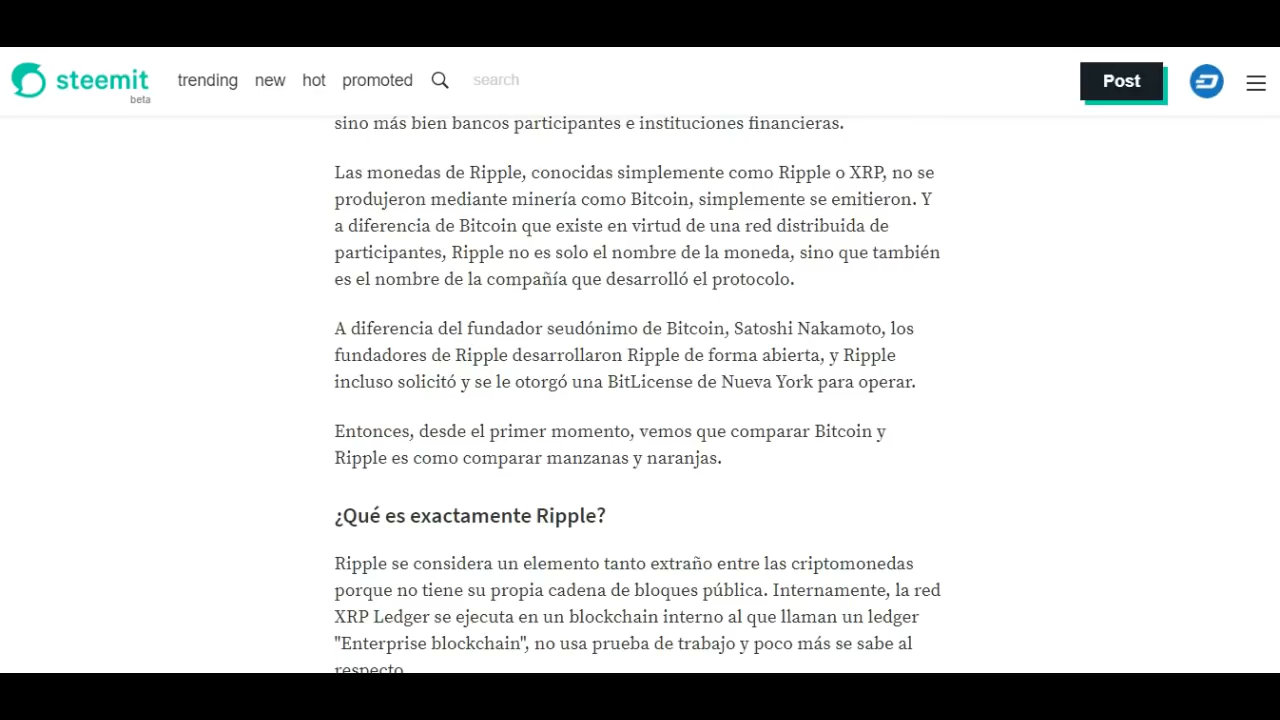 steemit
beta
trending new hot promoted search
Post
sino más bien bancos participantes e instituciones financieras.
Las monedas de Ripple, conocidas simplemente como Ripple o XRP, no se
produjeron mediante minería como Bitcoin, simplemente se emitieron. Y
a diferencia de Bitcoin que existe en virtud de una red distribuida de
participantes, Ripple no es solo el nombre de la moneda, sino que también
es el nombre de la compañía que desarrolló el protocolo.
A diferencia del fundador seudónimo de Bitcoin, Satoshi Nakamoto, los
fundadores de Ripple desarrollaron Ripple de forma abierta, y Ripple
incluso solicitó y se le otorgó una BitLicense de Nueva York para operar.
Entonces, desde el primer momento, vemos que comparar Bitcoin y
Ripple es como comparar manzanas y naranjas.
¿Qué es exactamente Ripple?
Ripple se considera un elemento tanto extraño entre las criptomonedas
porque no tiene su propia cadena de bloques pública. Internamente, la red
XRP Ledger se ejecuta en un blockchain interno al que llaman un ledger
"Enterprise blockchain", no usa prueba de trabajo y poco más se sabe al
respecto.